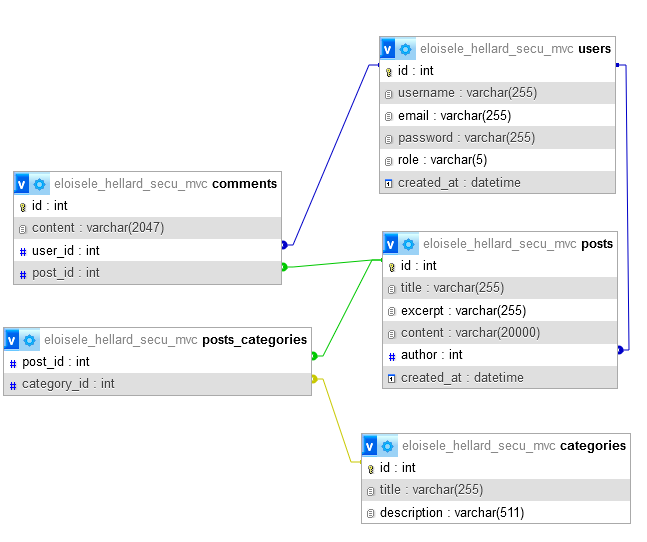 v eloisele_hellard_secu_mvc users
id : int
username : varchar(255)
email : varchar(255)
password : varchar(255)
role : varchar(5)
created_at : datetime
v eloisele_hellard_secu_mvc comments
id : int
content : varchar(2047)
# user_id : int
# post_id : int
v eloisele_hellard_secu_mvc posts
id : int
title : varchar(255)
excerpt : varchar(255)
content : varchar(20000)
# author : int
created_at : datetime
v eloisele_hellard_secu_mvc posts_categories
# post_id : int
# category_id : int
v eloisele_hellard_secu_mvc categories
id : int
title : varchar(255)
description : varchar(511)